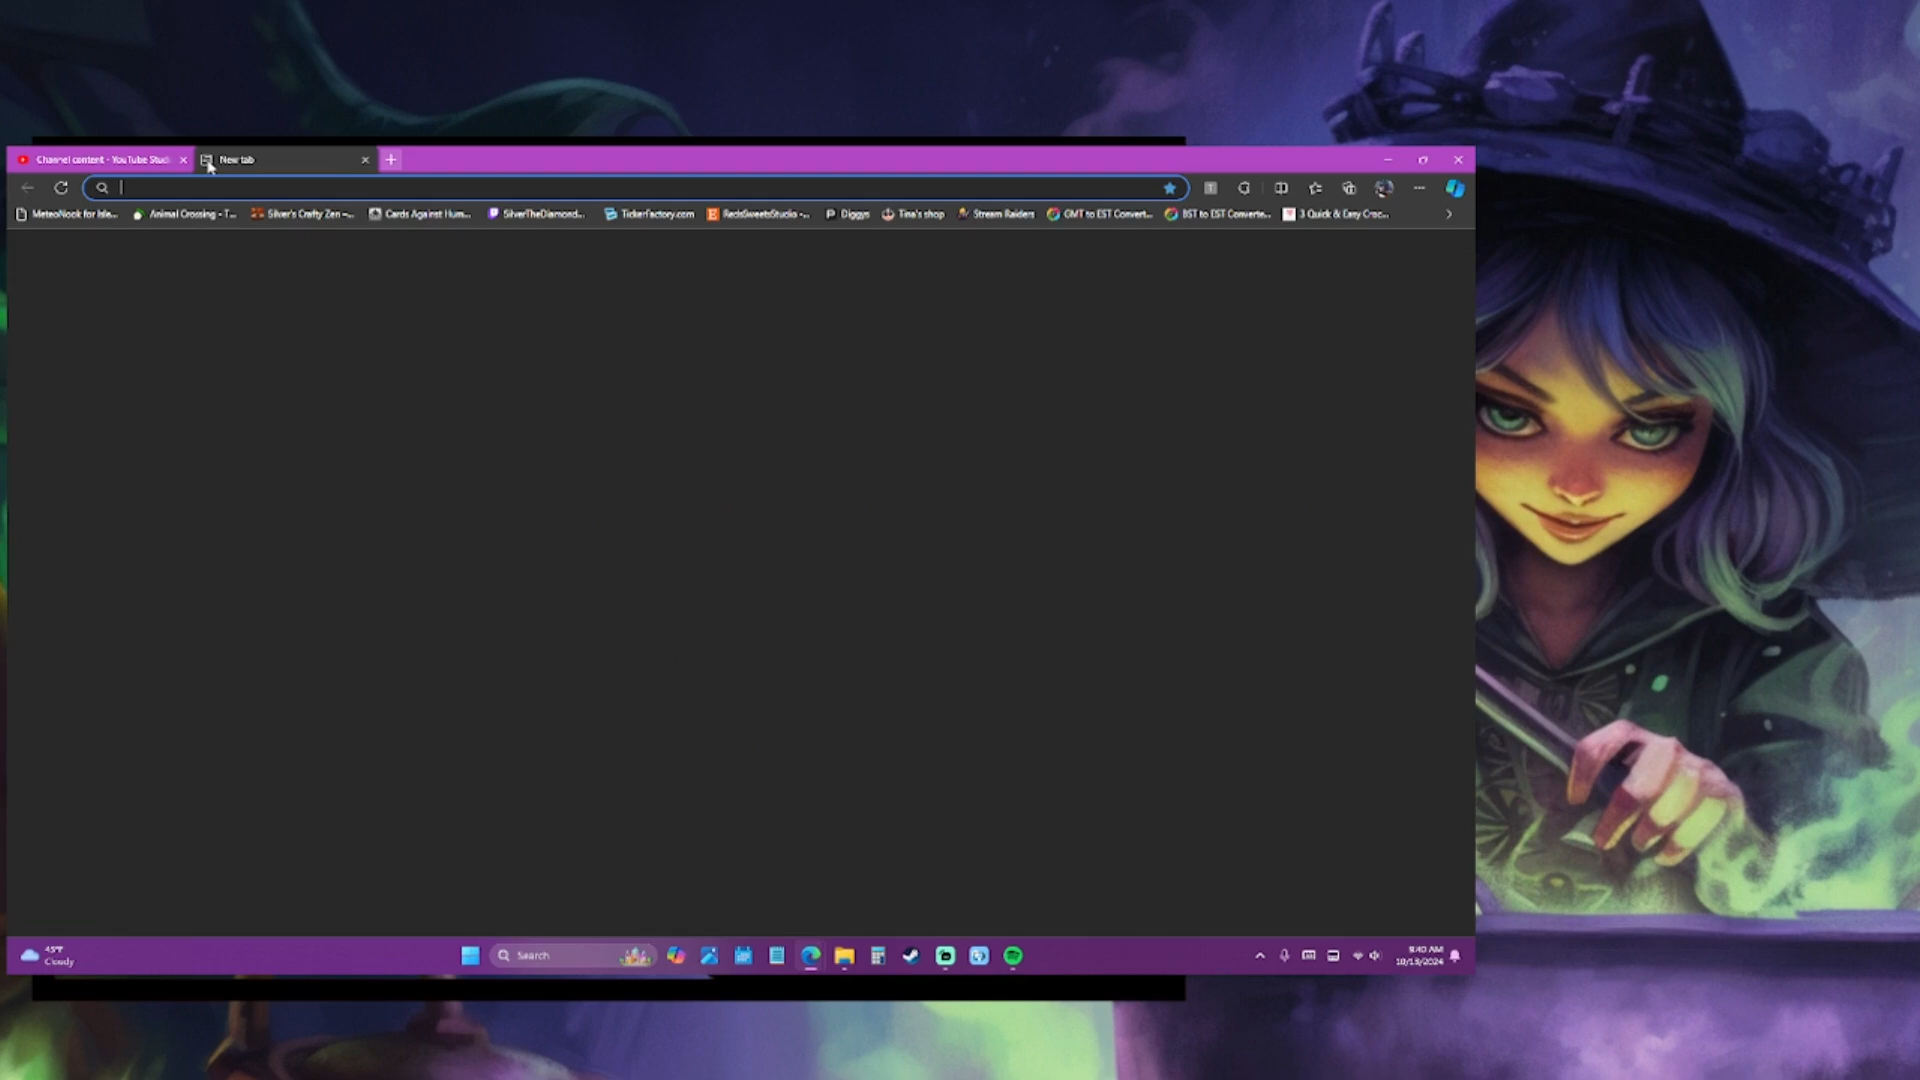 Channel content - YouTube Studi
New tab
MeteoNook for Isle...
Animal Crossing - T...
Silver's Crafty Zen -...
Cards Against Hum...
SilverTheDiamond...
TickerFactory.com
RedsSweetsStudio -...
Diggys
Tina's shop
Stream Raiders
GMT to EST Convert...
BST to EST Converte...
3 Quick & Easy Croc...
45°F
Cloudy
Search
9:40 AM
10/13/2024